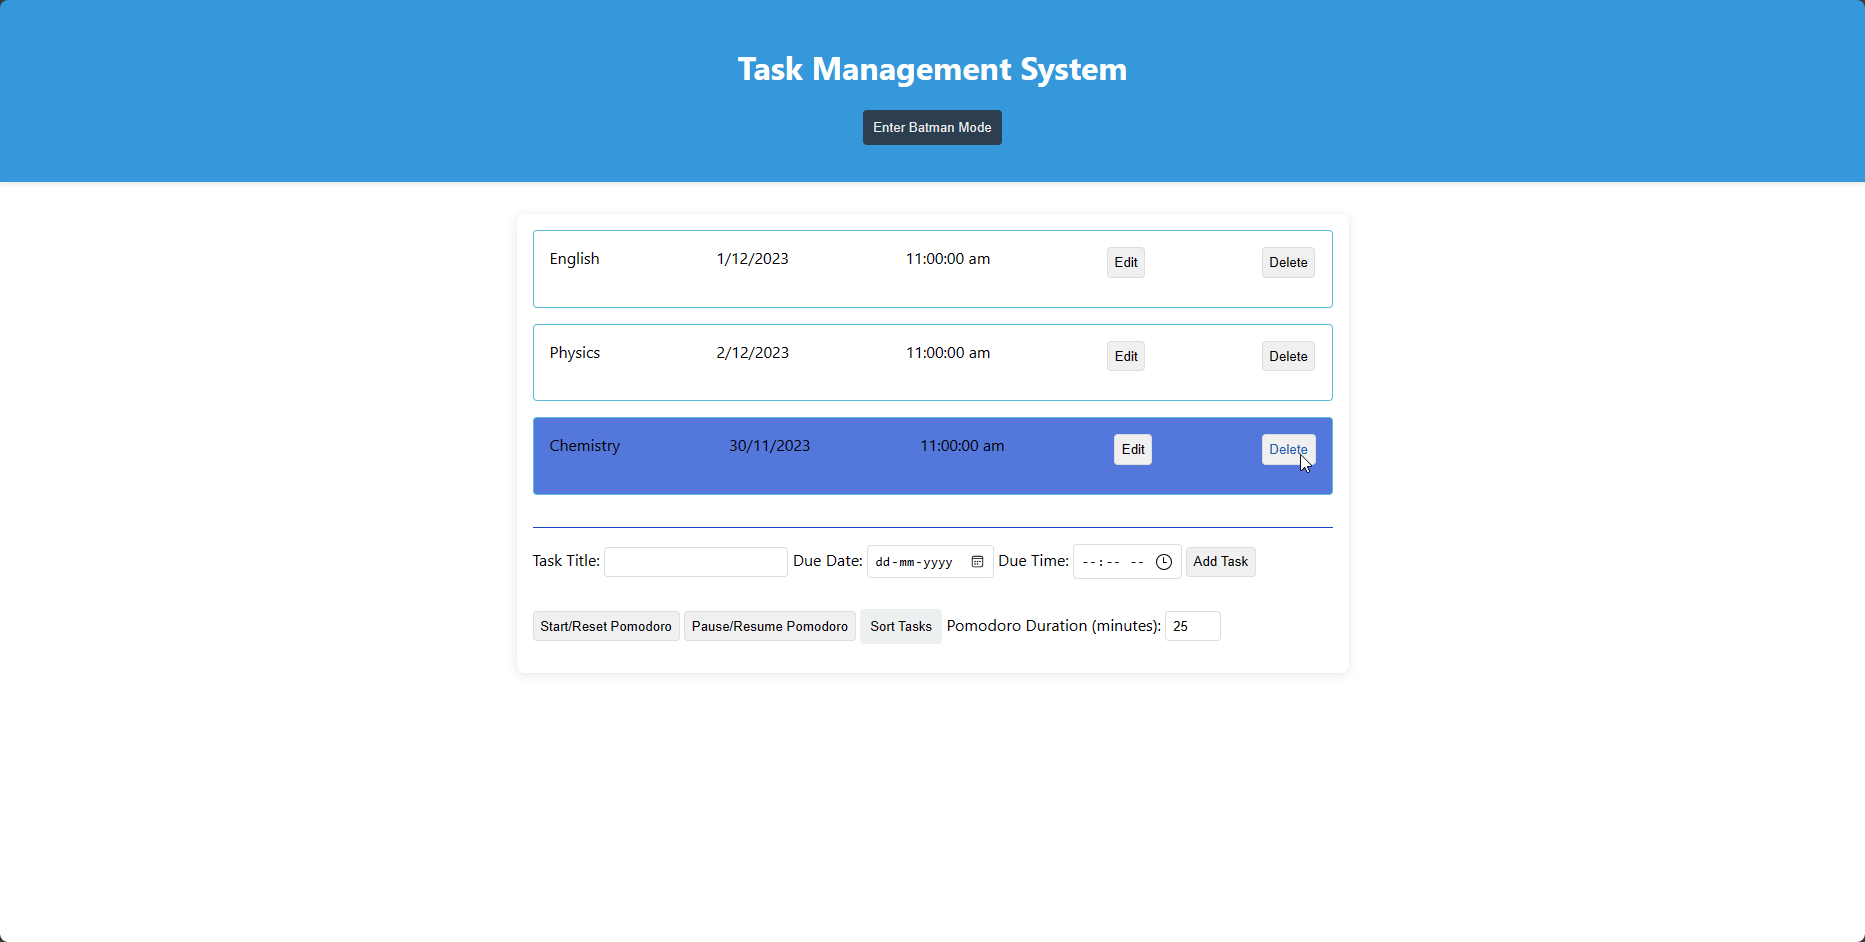 Task Management System
Enter Batman Mode
English 1/12/2023 11:00:00 am Edit Delete
Physics 2/12/2023 11:00:00 am Edit Delete
Chemistry 30/11/2023 11:00:00 am Edit Delete
Task Title: Due Date: dd-mm-yyyy Due Time: --:-- -- Add Task
Start/Reset Pomodoro Pause/Resume Pomodoro Sort Tasks Pomodoro Duration (minutes): 25